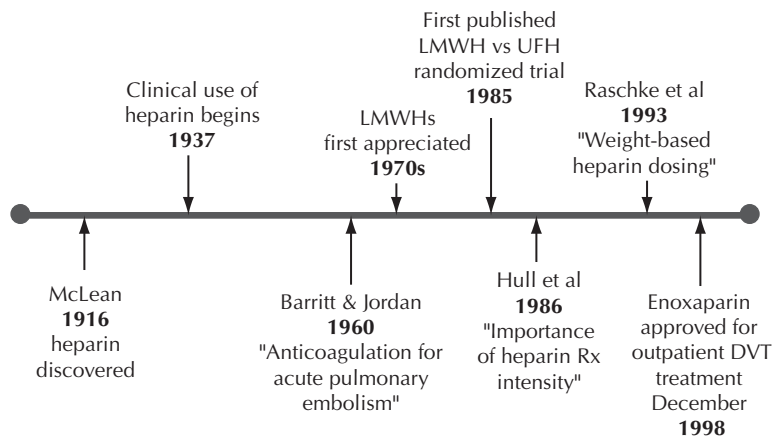 Clinical use of
heparin begins
1937
LMWHs
first appreciated
1970s
First published
LMWH vs UFH
randomized trial
1985
Raschke et al
1993
"Weight-based
heparin dosing"
McLean
1916
heparin
discovered
Barritt & Jordan
1960
"Anticoagulation for
acute pulmonary
embolism"
Hull et al
1986
"Importance
of heparin Rx
intensity"
Enoxaparin
approved for
outpatient DVT
treatment
December
1998